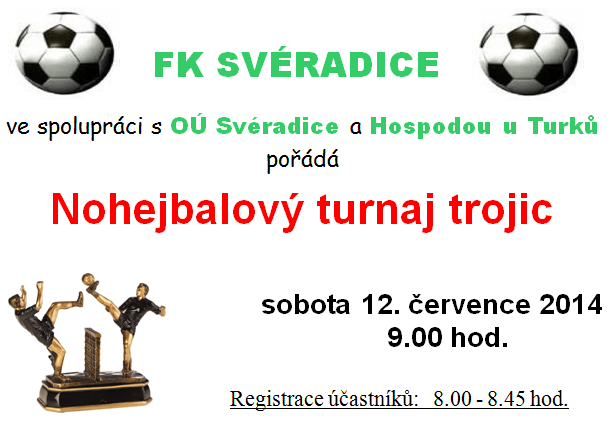 FK SVÉRADICE
ve spolupráci s OÚ Svéradice a Hospodou u Turků
pořádá
Nohejbalový turnaj trojic
sobota 12. července 2014
9.00 hod.
Registrace účastníků: 8.00 - 8.45 hod.